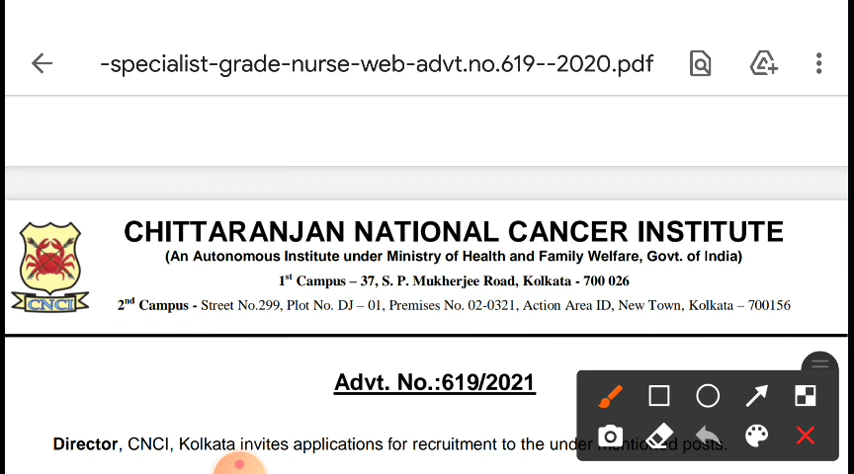 -specialist-grade-nurse-web-advt.no.619--2020.pdf
CHITTARANJAN NATIONAL CANCER INSTITUTE
(An Autonomous Institute under Ministry of Health and Family Welfare, Govt. of India)
1st Campus – 37, S. P. Mukherjee Road, Kolkata - 700 026
2nd Campus - Street No.299, Plot No. DJ – 01, Premises No. 02-0321, Action Area ID, New Town, Kolkata – 700156
CNCI
Advt. No.:619/2021
Director, CNCI, Kolkata invites applications for recruitment to the under mentioned posts.